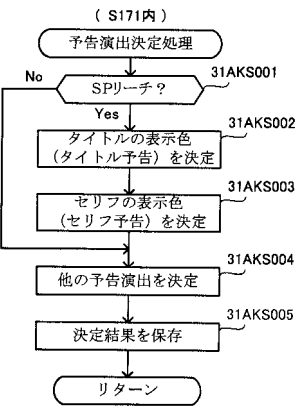 （S171内）
予告演出決定処理
No
SPリーチ？
31AKS001
Yes
31AKS002
タイトルの表示色
（タイトル予告）を決定
31AKS003
セリフの表示色
（セリフ予告）を決定
31AKS004
他の予告演出を決定
31AKS005
決定結果を保存
リターン